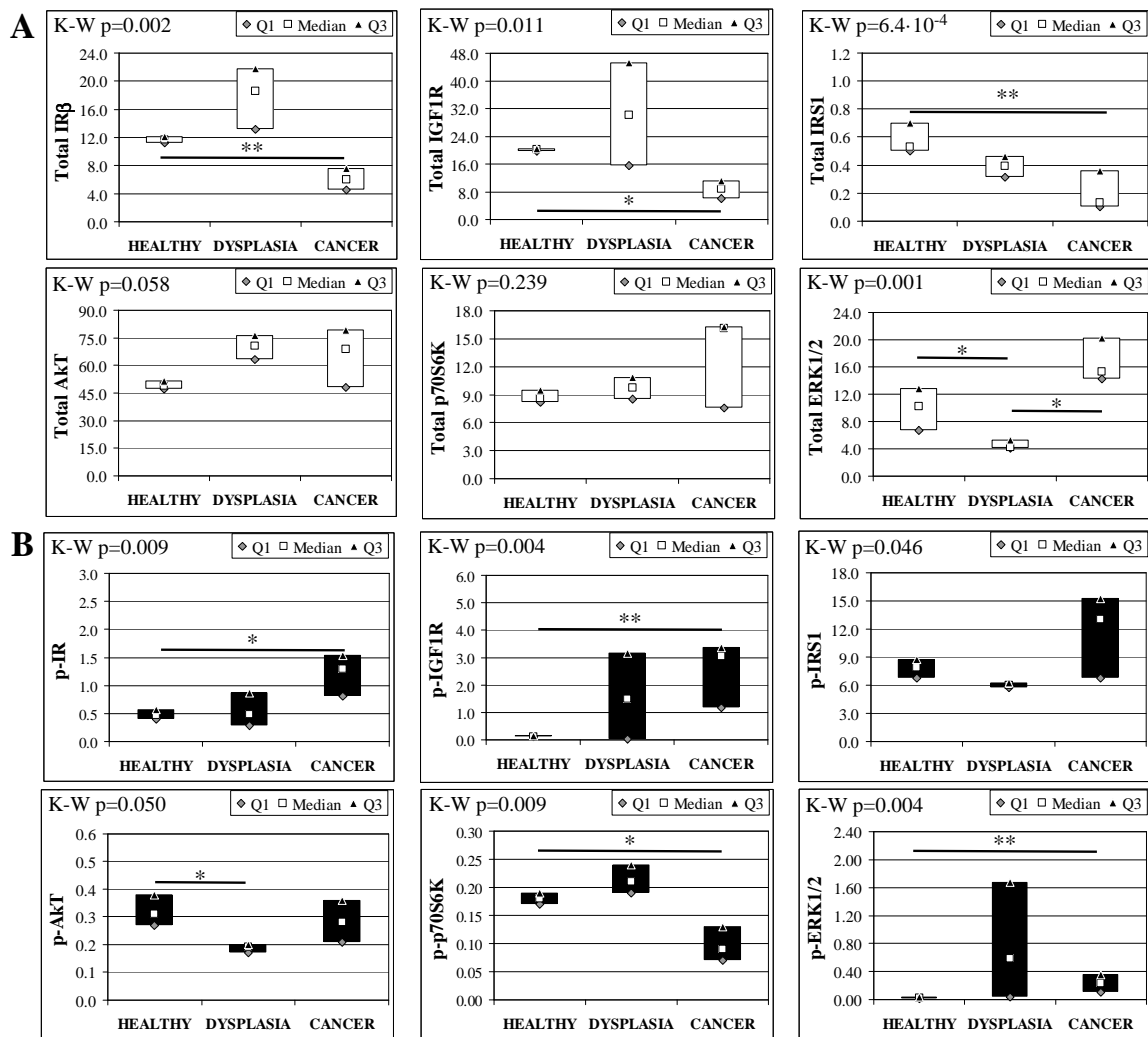 A
K-W p=0.002
Q1 Median Q3
Total IRβ
24.0
20.0
16.0
12.0
8.0
4.0
0.0
**
HEALTHY DYSPLASIA CANCER
K-W p=0.011
Q1 Median Q3
Total IGF1R
48.0
40.0
32.0
24.0
16.0
8.0
0.0
*
HEALTHY DYSPLASIA CANCER
K-W p=6.4·10-4
Q1 Median Q3
Total IRS1
1.2
1.0
0.8
0.6
0.4
0.2
0.0
**
HEALTHY DYSPLASIA CANCER
K-W p=0.058
Q1 Median Q3
Total AkT
90.0
75.0
60.0
45.0
30.0
15.0
0.0
HEALTHY DYSPLASIA CANCER
K-W p=0.239
Q1 Median Q3
Total p70S6K
18.0
15.0
12.0
9.0
6.0
3.0
0.0
HEALTHY DYSPLASIA CANCER
K-W p=0.001
Q1 Median Q3
Total ERK1/2
24.0
20.0
16.0
12.0
8.0
4.0
0.0
*
*
HEALTHY DYSPLASIA CANCER
B
K-W p=0.009
Q1 Median Q3
p-IR
3.0
2.5
2.0
1.5
1.0
0.5
0.0
*
HEALTHY DYSPLASIA CANCER
K-W p=0.004
Q1 Median Q3
p-IGF1R
6.0
5.0
4.0
3.0
2.0
1.0
0.0
**
HEALTHY DYSPLASIA CANCER
K-W p=0.046
Q1 Median Q3
p-IRS1
18.0
15.0
12.0
9.0
6.0
3.0
0.0
HEALTHY DYSPLASIA CANCER
K-W p=0.050
Q1 Median Q3
p-AkT
0.6
0.5
0.4
0.3
0.2
0.1
0.0
*
HEALTHY DYSPLASIA CANCER
K-W p=0.009
Q1 Median Q3
p-p70S6K
0.30
0.25
0.20
0.15
0.10
0.05
0.00
*
HEALTHY DYSPLASIA CANCER
K-W p=0.004
Q1 Median Q3
p-ERK1/2
2.40
2.00
1.60
1.20
0.80
0.40
0.00
**
HEALTHY DYSPLASIA CANCER